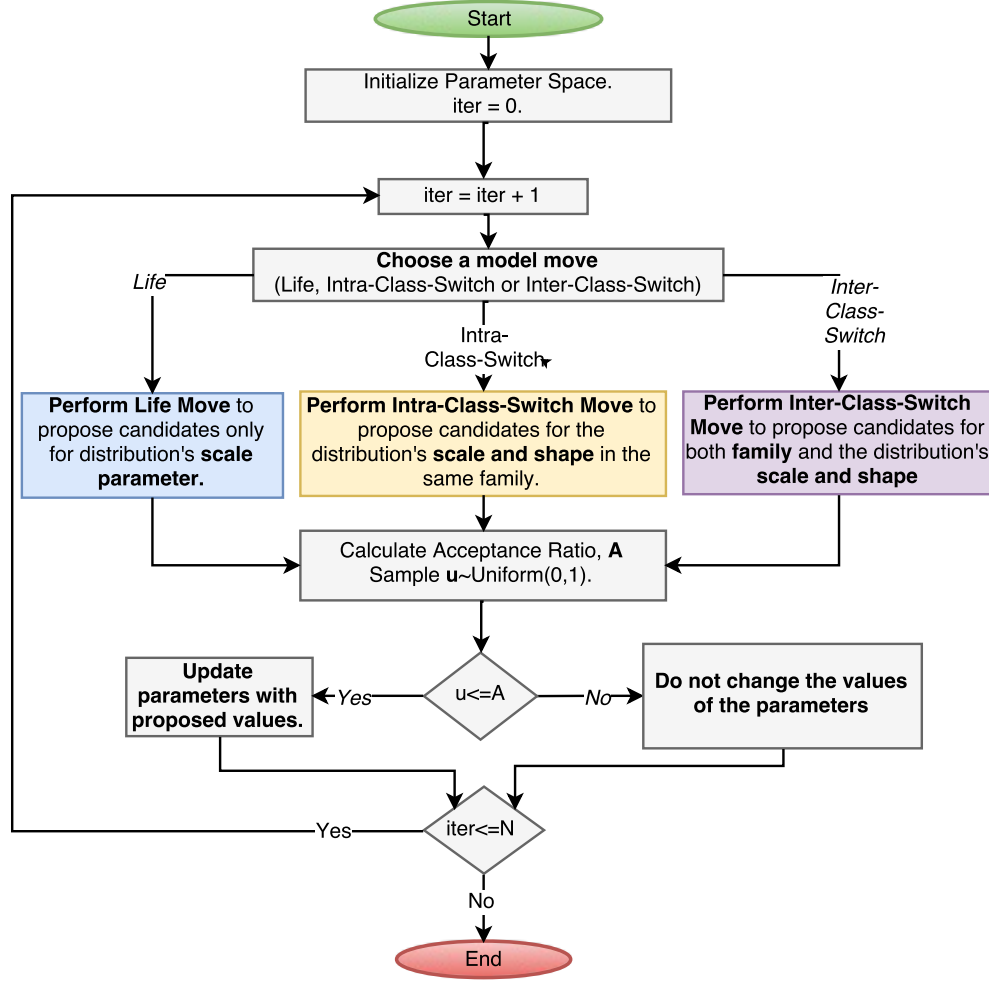 Start
Initialize Parameter Space.
iter = 0.
iter = iter + 1
Choose a model move
(Life, Intra-Class-Switch or Inter-Class-Switch)
Life
Intra-
Class-Switch
Inter-
Class-
Switch
Perform Life Move to
propose candidates only
for distribution's scale
parameter.
Perform Intra-Class-Switch Move to
propose candidates for the
distribution's scale and shape in the
same family.
Perform Inter-Class-Switch
Move to propose candidates for
both family and the distribution's
scale and shape
Calculate Acceptance Ratio, A
Sample u~Uniform(0,1).
u<=A
Yes
No
Update
parameters with
proposed values.
Do not change the values
of the parameters
iter<=N
Yes
No
End